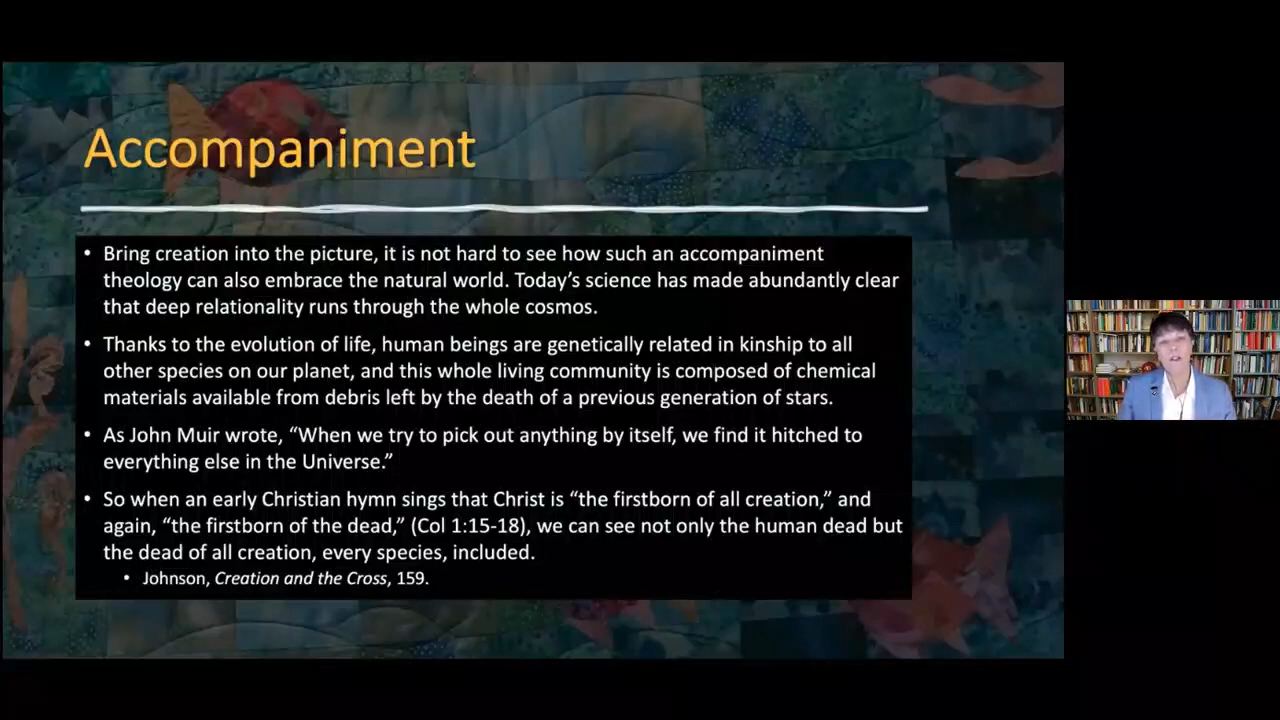 Accompaniment
• Bring creation into the picture, it is not hard to see how such an accompaniment
theology can also embrace the natural world. Today’s science has made abundantly clear
that deep relationality runs through the whole cosmos.
• Thanks to the evolution of life, human beings are genetically related in kinship to all
other species on our planet, and this whole living community is composed of chemical
materials available from debris left by the death of a previous generation of stars.
• As John Muir wrote, “When we try to pick out anything by itself, we find it hitched to
everything else in the Universe.”
• So when an early Christian hymn sings that Christ is “the firstborn of all creation,” and
again, “the firstborn of the dead,” (Col 1:15-18), we can see not only the human dead but
the dead of all creation, every species, included.
• Johnson, Creation and the Cross, 159.